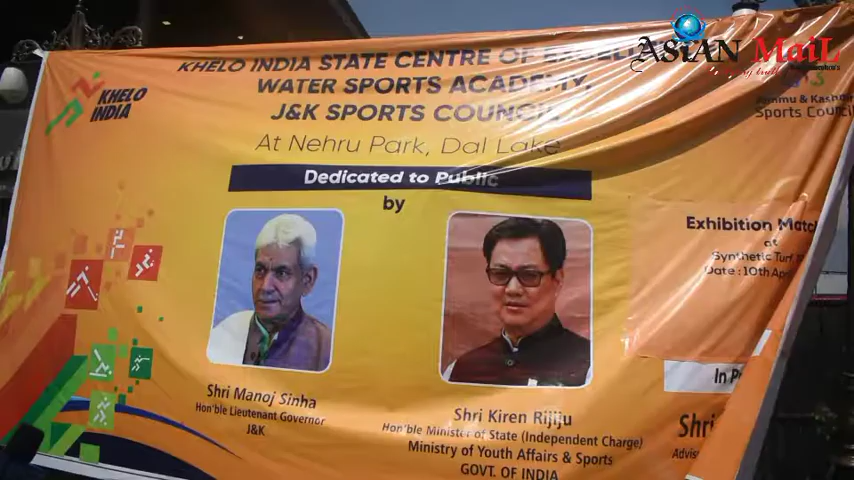 ASIAN MAIL
KHELO INDIA
KHELO INDIA STATE CENTRE OF
WATER SPORTS ACADEMY,
J&K SPORTS COUNCIL
At Nehru Park, Dal Lake
Jammu & Kashmir
Sports Council
Dedicated to Public
by
Exhibition Match
at
Synthetic Turf
Date : 10th April
In
Shri Manoj Sinha
Hon'ble Lieutenant Governor
J&K
Shri Kiren Rijiju
Hon'ble Minister of State (Independent Charge)
Ministry of Youth Affairs & Sports
GOVT. OF INDIA
Shri